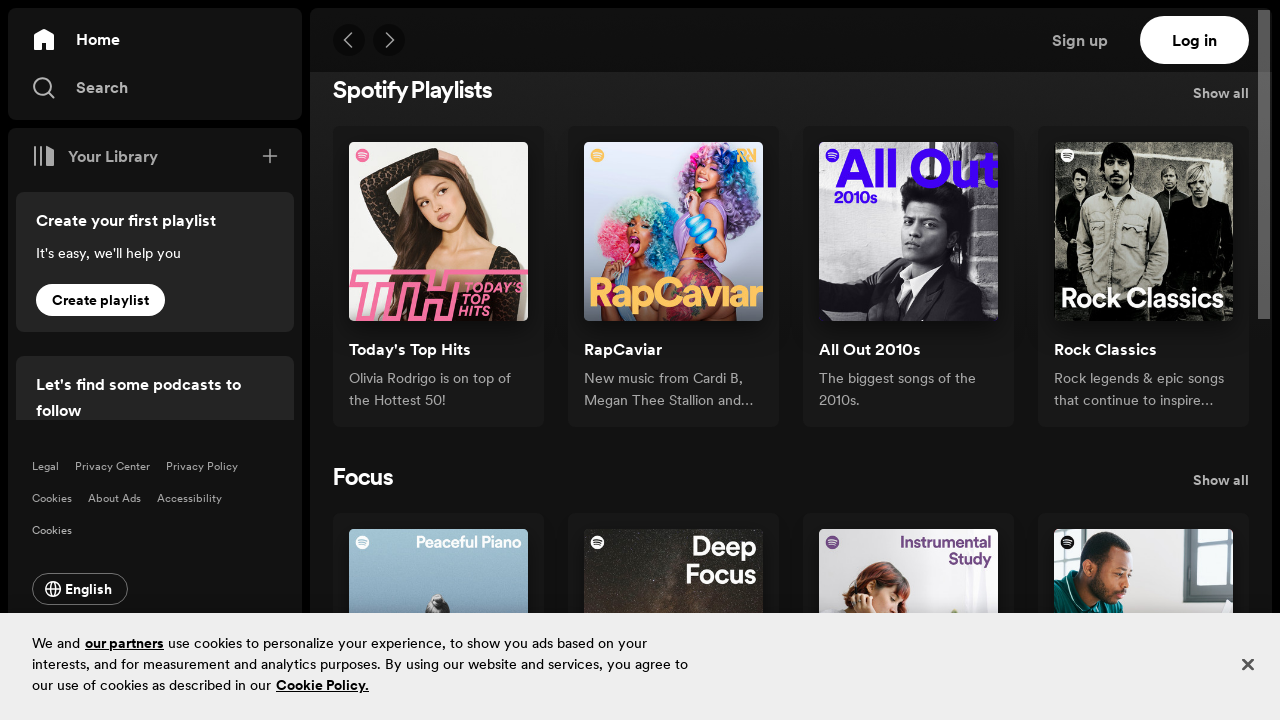 Home
Search
Your Library
Create your first playlist
It's easy, we'll help you
Create playlist
Let's find some podcasts to
follow
Legal
Privacy Center
Privacy Policy
Cookies
About Ads
Accessibility
Cookies
English
Sign up
Log in
Spotify Playlists
Show all
TTH
TODAY'S
TOP
HITS
Today's Top Hits
Olivia Rodrigo is on top of
the Hottest 50!
RapCaviar
RapCaviar
New music from Cardi B,
Megan Thee Stallion and…
All Out
2010s
All Out 2010s
The biggest songs of the
2010s.
Rock Classics
Rock Classics
Rock legends & epic songs
that continue to inspire…
Focus
Show all
Peaceful Piano
Deep
Focus
Instrumental
Study
We and our partners use cookies to personalize your experience, to show you ads based on your
interests, and for measurement and analytics purposes. By using our website and services, you agree to
our use of cookies as described in our Cookie Policy.